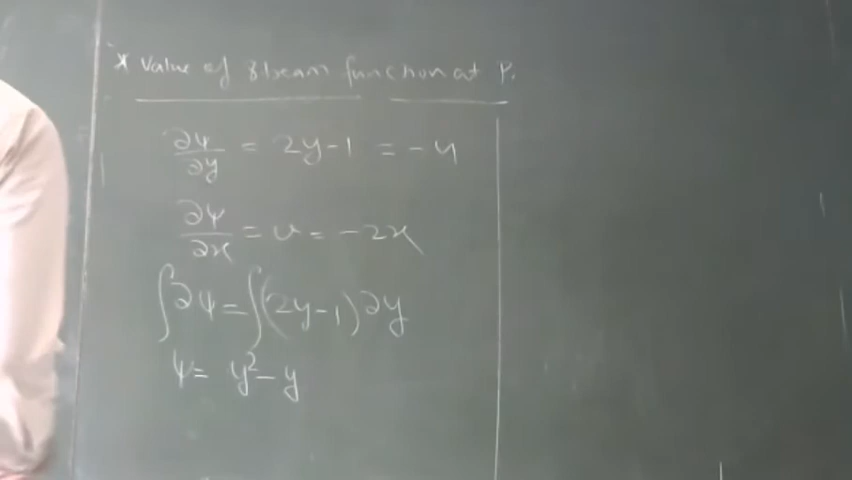 * Value of Stream function at P.
∂ψ/∂y = 2y-1 = -u
∂ψ/∂x = v = -2x
∫∂ψ = ∫(2y-1)∂y
ψ = y² - y